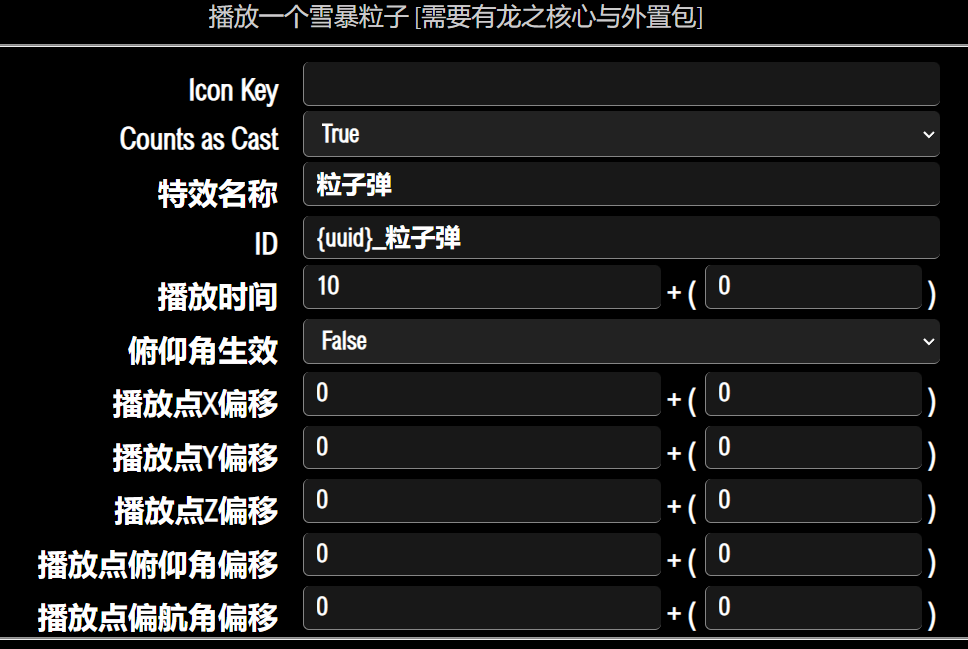 播放一个雪暴粒子 [需要有龙之核心与外置包]
Icon Key
Counts as Cast True
特效名称 粒子弹
ID {uuid}_粒子弹
播放时间 10 + ( 0 )
俯仰角生效 False
播放点X偏移 0 + ( 0 )
播放点Y偏移 0 + ( 0 )
播放点Z偏移 0 + ( 0 )
播放点俯仰角偏移 0 + ( 0 )
播放点偏航角偏移 0 + ( 0 )